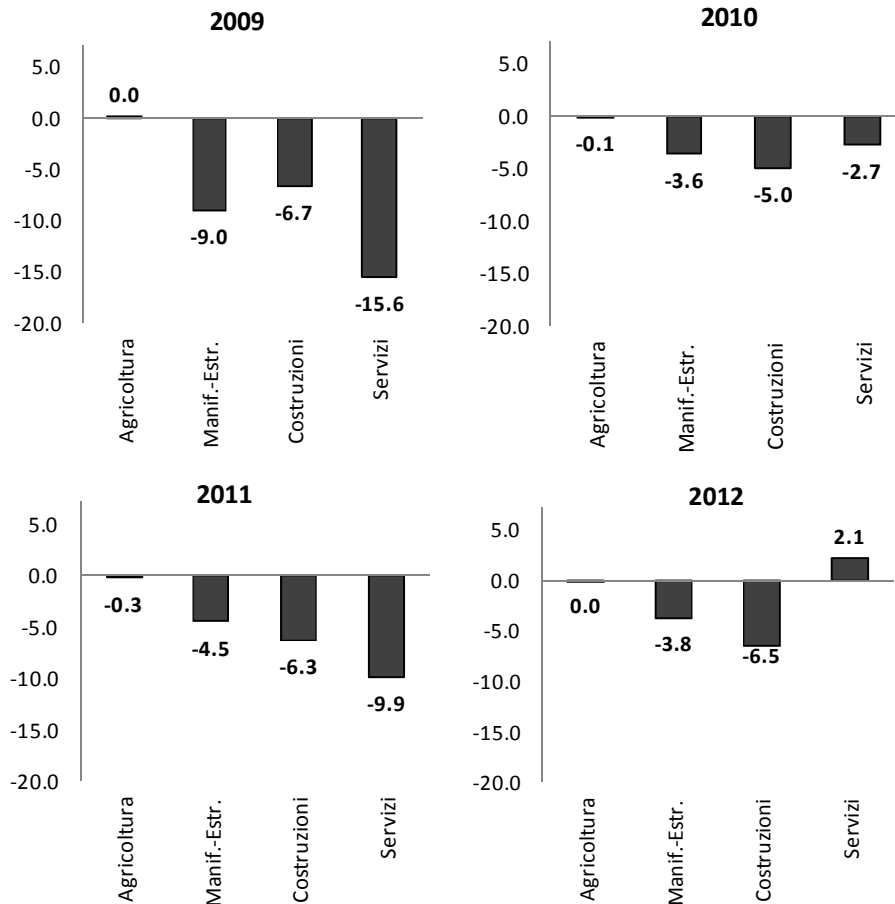 2009
5.0
0.0
-5.0
-10.0
-15.0
-20.0
0.0
-9.0
-6.7
-15.6
Agricoltura
Manif.-Estr.
Costruzioni
Servizi
2010
5.0
0.0
-5.0
-10.0
-15.0
-20.0
-0.1
-3.6
-5.0
-2.7
Agricoltura
Manif.-Estr.
Costruzioni
Servizi
2011
5.0
0.0
-5.0
-10.0
-15.0
-20.0
-0.3
-4.5
-6.3
-9.9
Agricoltura
Manif.-Estr.
Costruzioni
Servizi
2012
5.0
0.0
-5.0
-10.0
-15.0
-20.0
0.0
-3.8
-6.5
2.1
Agricoltura
Manif.-Estr.
Costruzioni
Servizi